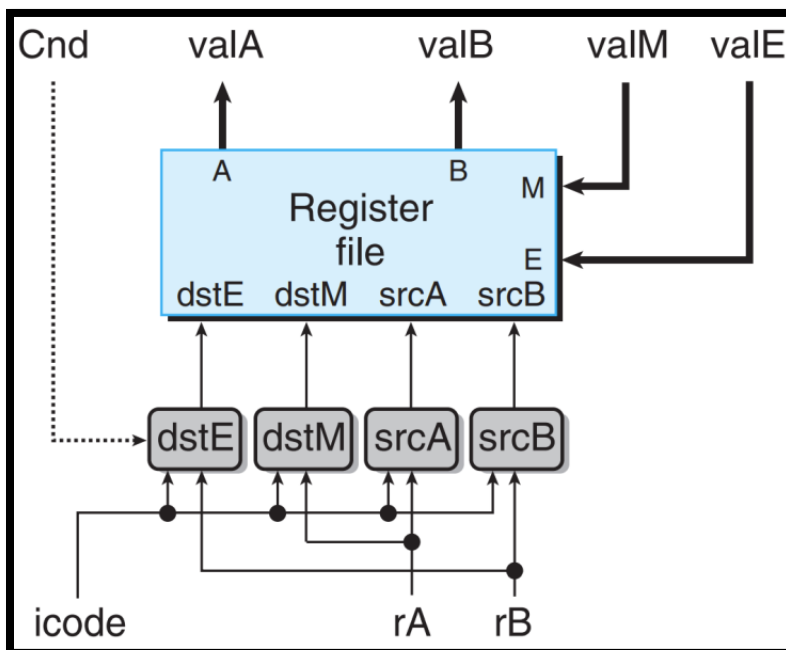 Cnd valA valB valM valE
A B
M
Register
file
E
dstE dstM srcA srcB
dstE dstM srcA srcB
icode rA rB